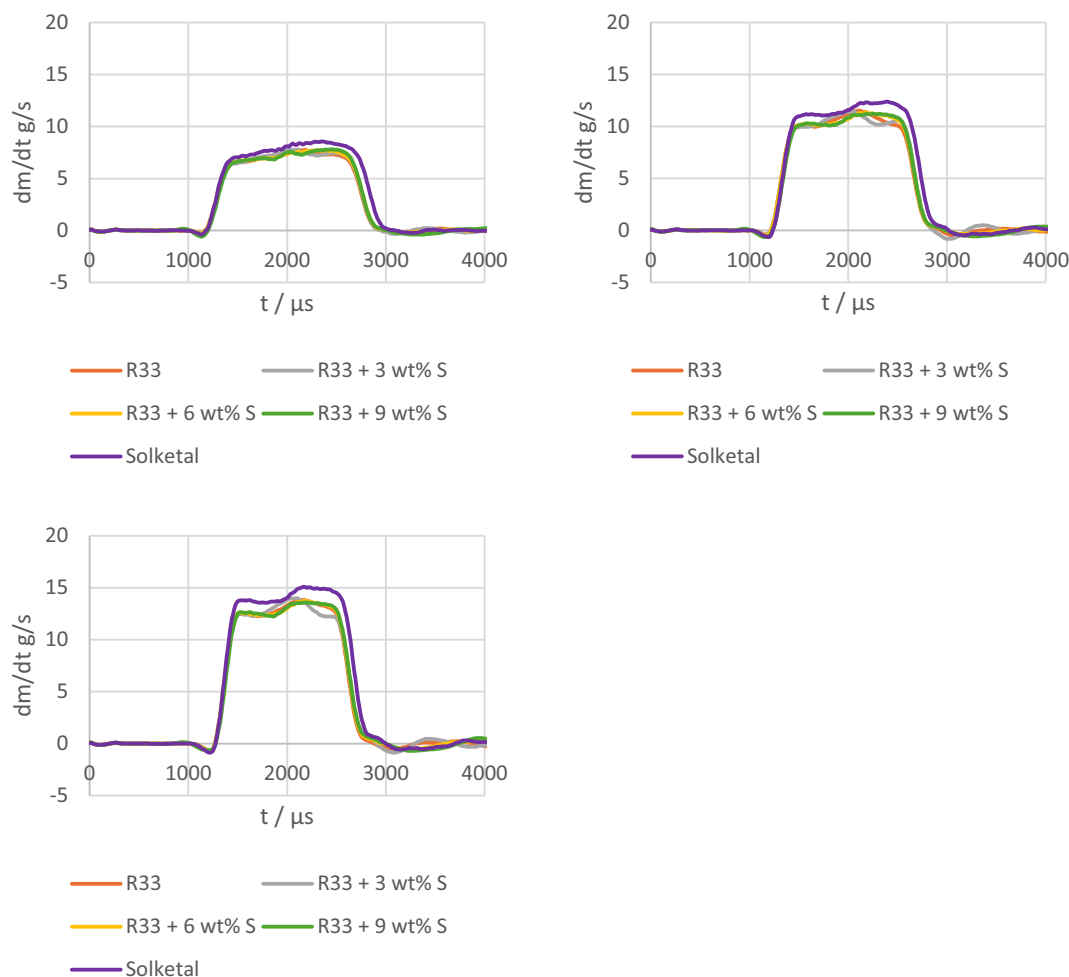 20
15
10
5
0
-5
dm/dt g/s
0 1000 2000 3000 4000
t / µs
R33 R33 + 3 wt% S
R33 + 6 wt% S R33 + 9 wt% S
Solketal
20
15
10
5
0
-5
dm/dt g/s
0 1000 2000 3000 4000
t / µs
R33 R33 + 3 wt% S
R33 + 6 wt% S R33 + 9 wt% S
Solketal
20
15
10
5
0
-5
dm/dt g/s
0 1000 2000 3000 4000
t / µs
R33 R33 + 3 wt% S
R33 + 6 wt% S R33 + 9 wt% S
Solketal